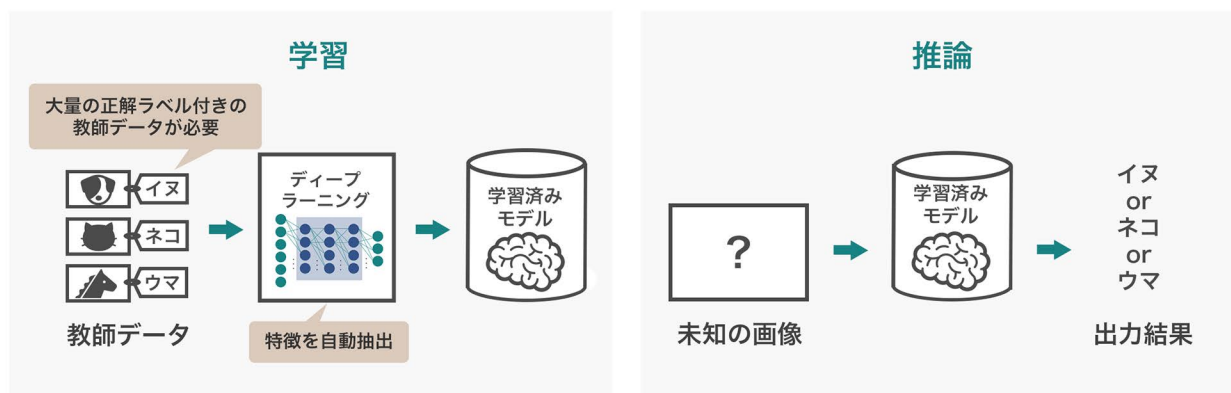 学習
大量の正解ラベル付きの
教師データが必要
イヌ
ネコ
ウマ
教師データ
ディープ
ラーニング
特徴を自動抽出
学習済み
モデル
推論
?
未知の画像
学習済み
モデル
イヌ
or
ネコ
or
ウマ
出力結果